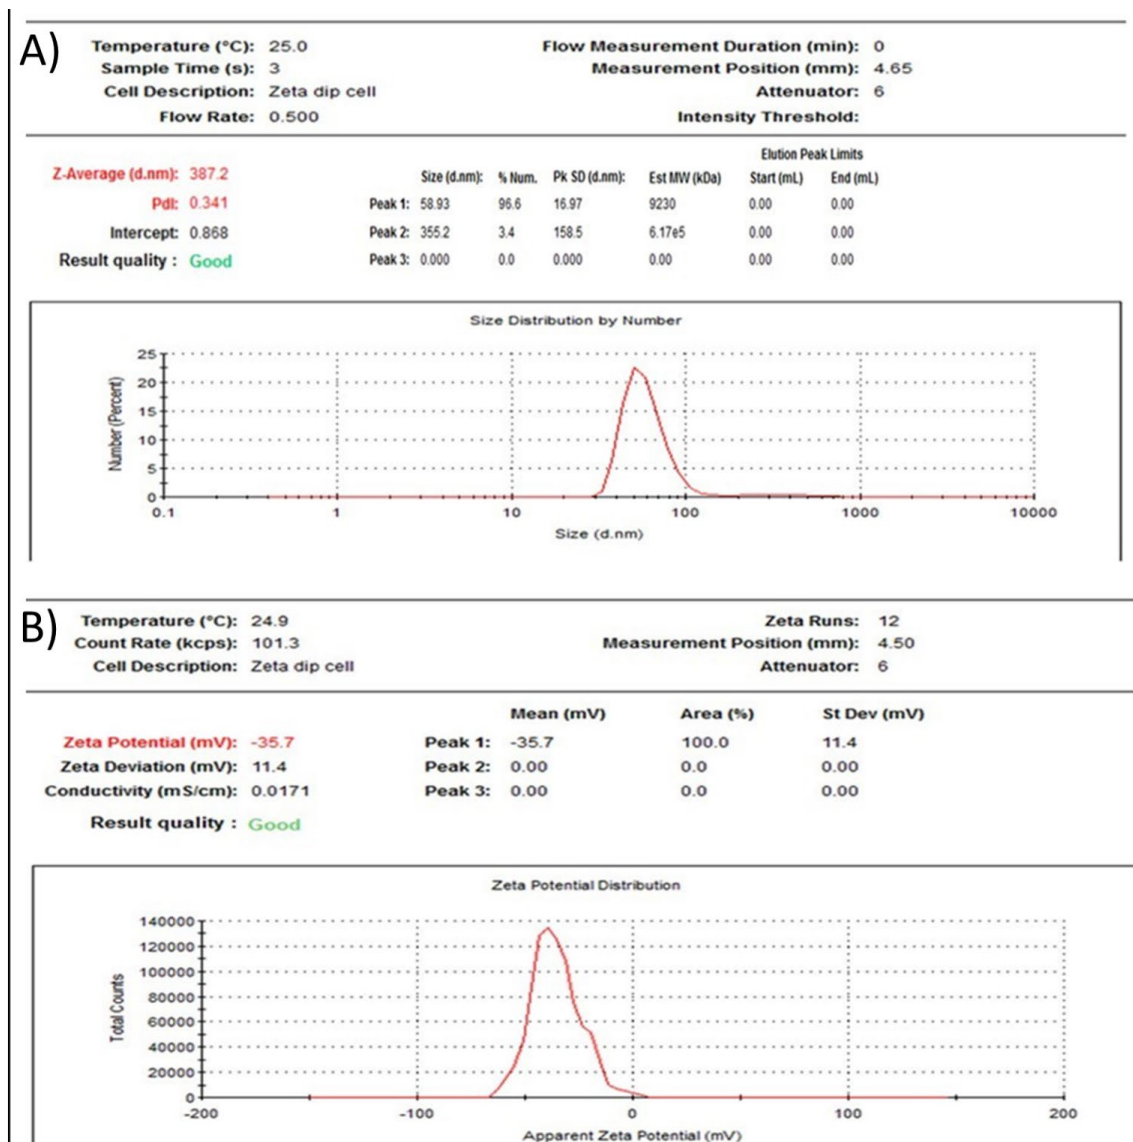 A)
Temperature (°C): 25.0 Flow Measurement Duration (min): 0
Sample Time (s): 3 Measurement Position (mm): 4.65
Cell Description: Zeta dip cell Attenuator: 6
Flow Rate: 0.500 Intensity Threshold:
Elution Peak Limits
Z-Average (d.nm): 387.2 Size (d.nm): % Num. Pk SD (d.nm): Est MW (kDa) Start (mL) End (mL)
PdI: 0.341 Peak 1: 58.93 96.6 16.97 9230 0.00 0.00
Intercept: 0.868 Peak 2: 355.2 3.4 158.5 6.17e5 0.00 0.00
Result quality : Good Peak 3: 0.000 0.0 0.000 0.00 0.00 0.00
Size Distribution by Number
Number (Percent)
25
20
15
10
5
0
0.1 1 10 100 1000 10000
Size (d.nm)
B)
Temperature (°C): 24.9 Zeta Runs: 12
Count Rate (kcps): 101.3 Measurement Position (mm): 4.50
Cell Description: Zeta dip cell Attenuator: 6
Mean (mV) Area (%) St Dev (mV)
Zeta Potential (mV): -35.7 Peak 1: -35.7 100.0 11.4
Zeta Deviation (mV): 11.4 Peak 2: 0.00 0.0 0.00
Conductivity (mS/cm): 0.0171 Peak 3: 0.00 0.0 0.00
Result quality : Good
Zeta Potential Distribution
Total Counts
140000
120000
100000
80000
60000
40000
20000
0
-200 -100 0 100 200
Apparent Zeta Potential (mV)